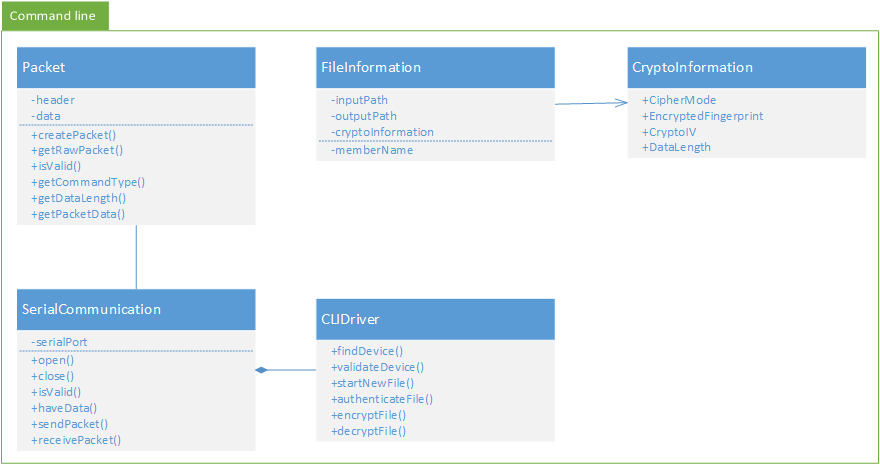 Command line
Packet
-header
-data
+createPacket()
+getRawPacket()
+isValid()
+getCommandType()
+getDataLength()
+getPacketData()
FileInformation
-inputPath
-outputPath
-cryptoInformation
-memberName
CryptoInformation
+CipherMode
+EncryptedFingerprint
+CryptoIV
+DataLength
SerialCommunication
-serialPort
+open()
+close()
+isValid()
+haveData()
+sendPacket()
+receivePacket()
CLIDriver
+findDevice()
+validateDevice()
+startNewFile()
+authenticateFile()
+encryptFile()
+decryptFile()